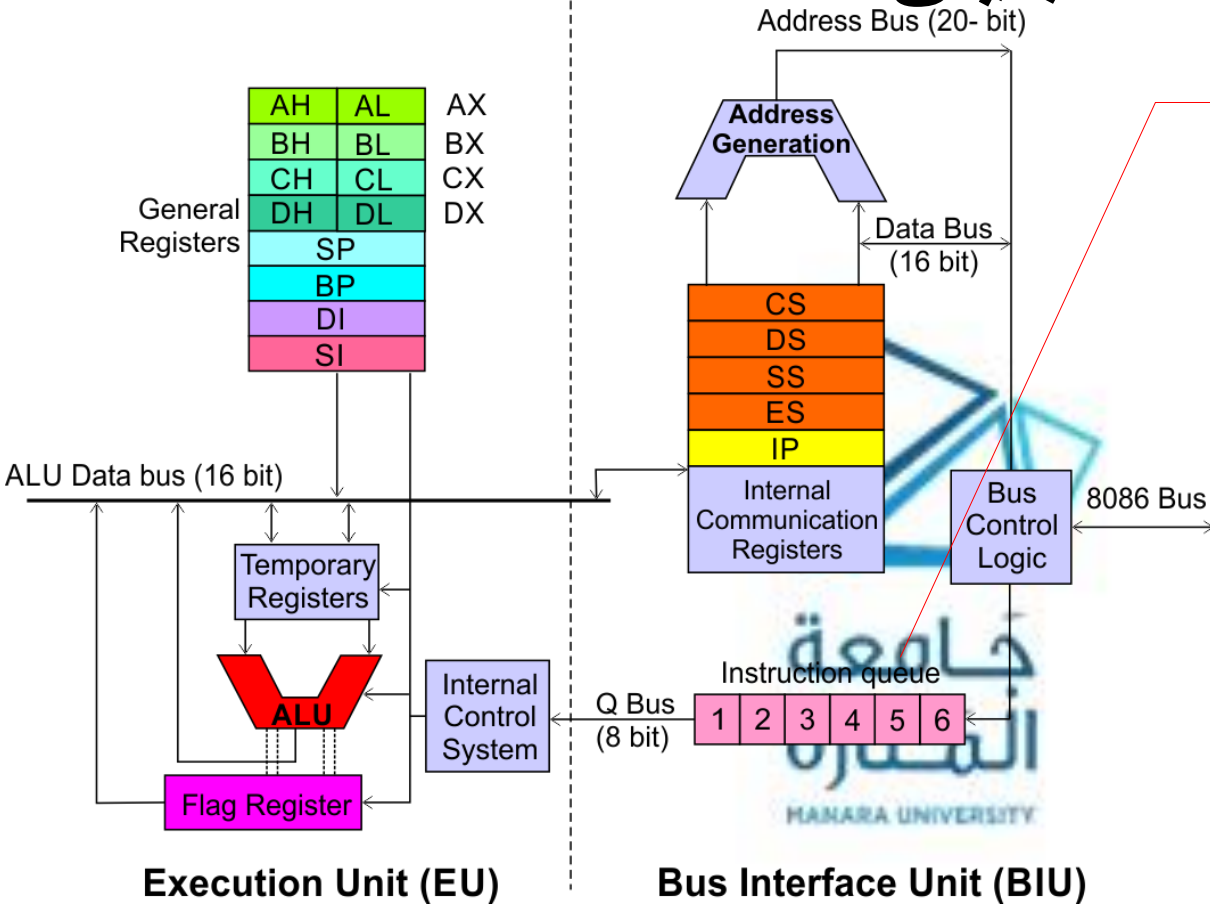 Address Bus (20- bit)
AH AL AX
BH BL BX
CH CL CX
DH DL DX
General
Registers
SP
BP
DI
SI
Address
Generation
Data Bus
(16 bit)
CS
DS
SS
ES
IP
Internal
Communication
Registers
Bus
Control
Logic
8086 Bus
ALU Data bus (16 bit)
Temporary
Registers
ALU
Flag Register
Internal
Control
System
Q Bus
(8 bit)
Instruction queue
1 2 3 4 5 6
جَامعة
المَنارة
MANARA UNIVERSITY
Execution Unit (EU)
Bus Interface Unit (BIU)